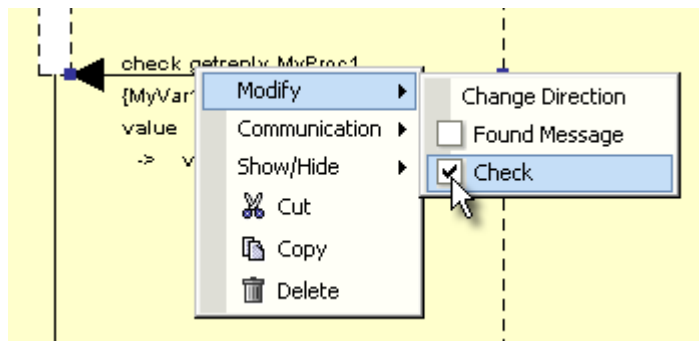 check getreply MyProc1
{MyVar
value
-> v
Modify
Communication
Show/Hide
Cut
Copy
Delete
Change Direction
Found Message
Check